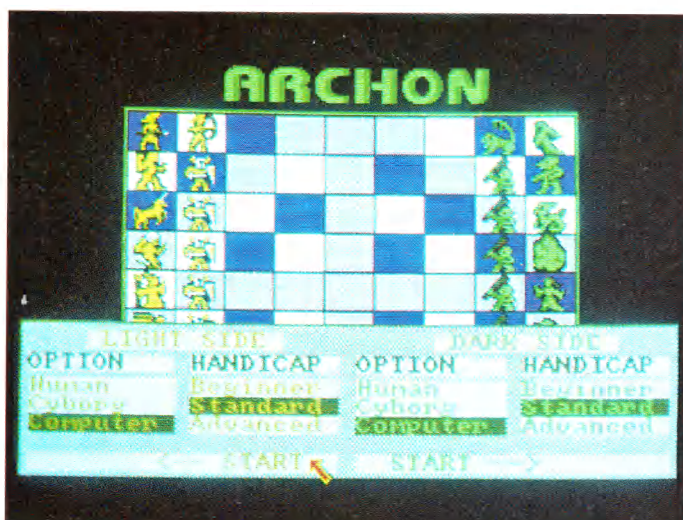 ARCHON
LIGHT SIDE DARK SIDE
OPTION HANDICAP OPTION HANDICAP
Human Beginner Human Beginner
Cyborg Standard Cyborg Standard
Computer Advanced Computer Advanced
<-- START START -->